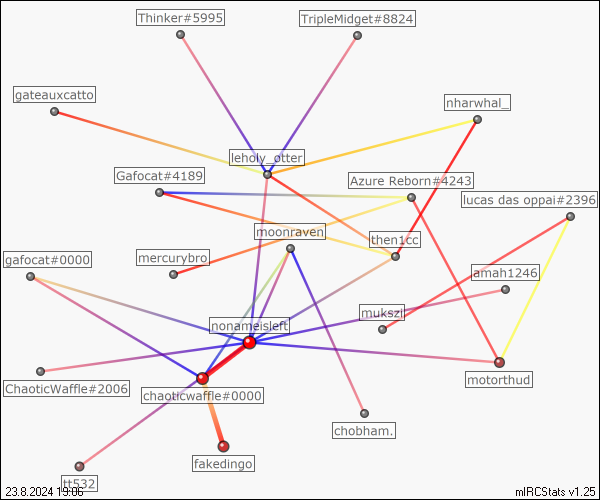 Thinker#5995
TripleMidget#8824
gateauxcatto
nharwhal_
leholy_otter
Gafocat#4189
Azure Reborn#4243
lucas das oppai#2396
moonraven
then1cc
gafocat#0000
mercurybro
amah1246
mukszil
nonameisleft
ChaoticWaffle#2006
motorthud
chaoticwaffle#0000
chobham.
fakedingo
tt532
23.8.2024 19:06
mIRCStats v1.25